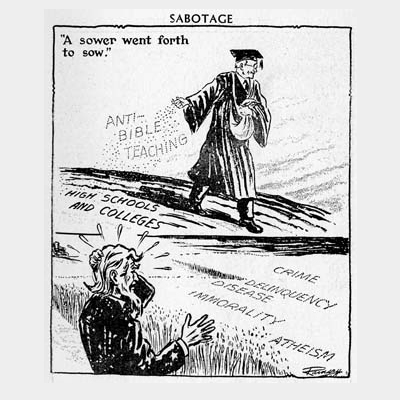 SABOTAGE
"A sower went forth
to sow."
ANTI-
BIBLE
TEACHING
HIGH SCHOOLS
AND COLLEGES
CRIME
DELINQUENCY
DISEASE
IMMORALITY
ATHEISM